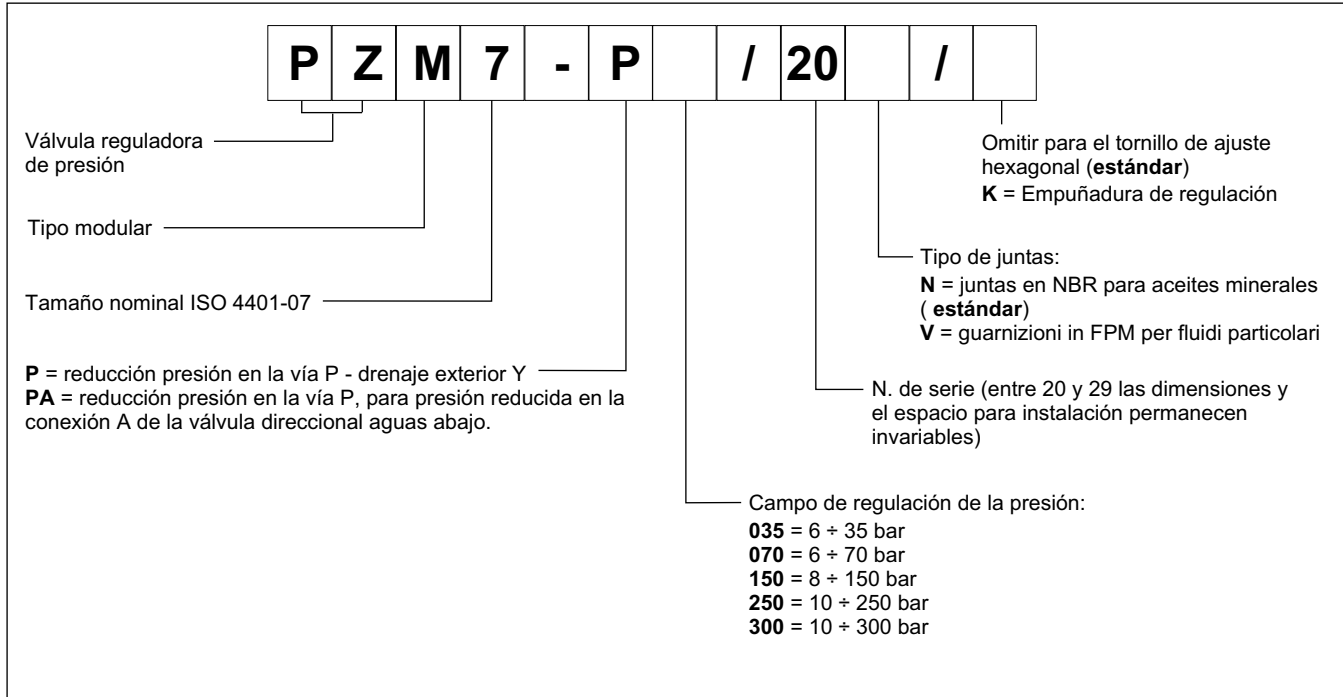 P Z M 7 - P / 20 /
Válvula reguladora
de presión
Tipo modular
Tamaño nominal ISO 4401-07
P = reducción presión en la vía P - drenaje exterior Y
PA = reducción presión en la vía P, para presión reducida en la
conexión A de la válvula direccional aguas abajo.
Omitir para el tornillo de ajuste
hexagonal (estándar)
K = Empuñadura de regulación
Tipo de juntas:
N = juntas en NBR para aceites minerales
( estándar)
V = guarnizioni in FPM per fluidi particolari
N. de serie (entre 20 y 29 las dimensiones y
el espacio para instalación permanecen
invariables)
Campo de regulación de la presión:
035 = 6 ÷ 35 bar
070 = 6 ÷ 70 bar
150 = 8 ÷ 150 bar
250 = 10 ÷ 250 bar
300 = 10 ÷ 300 bar